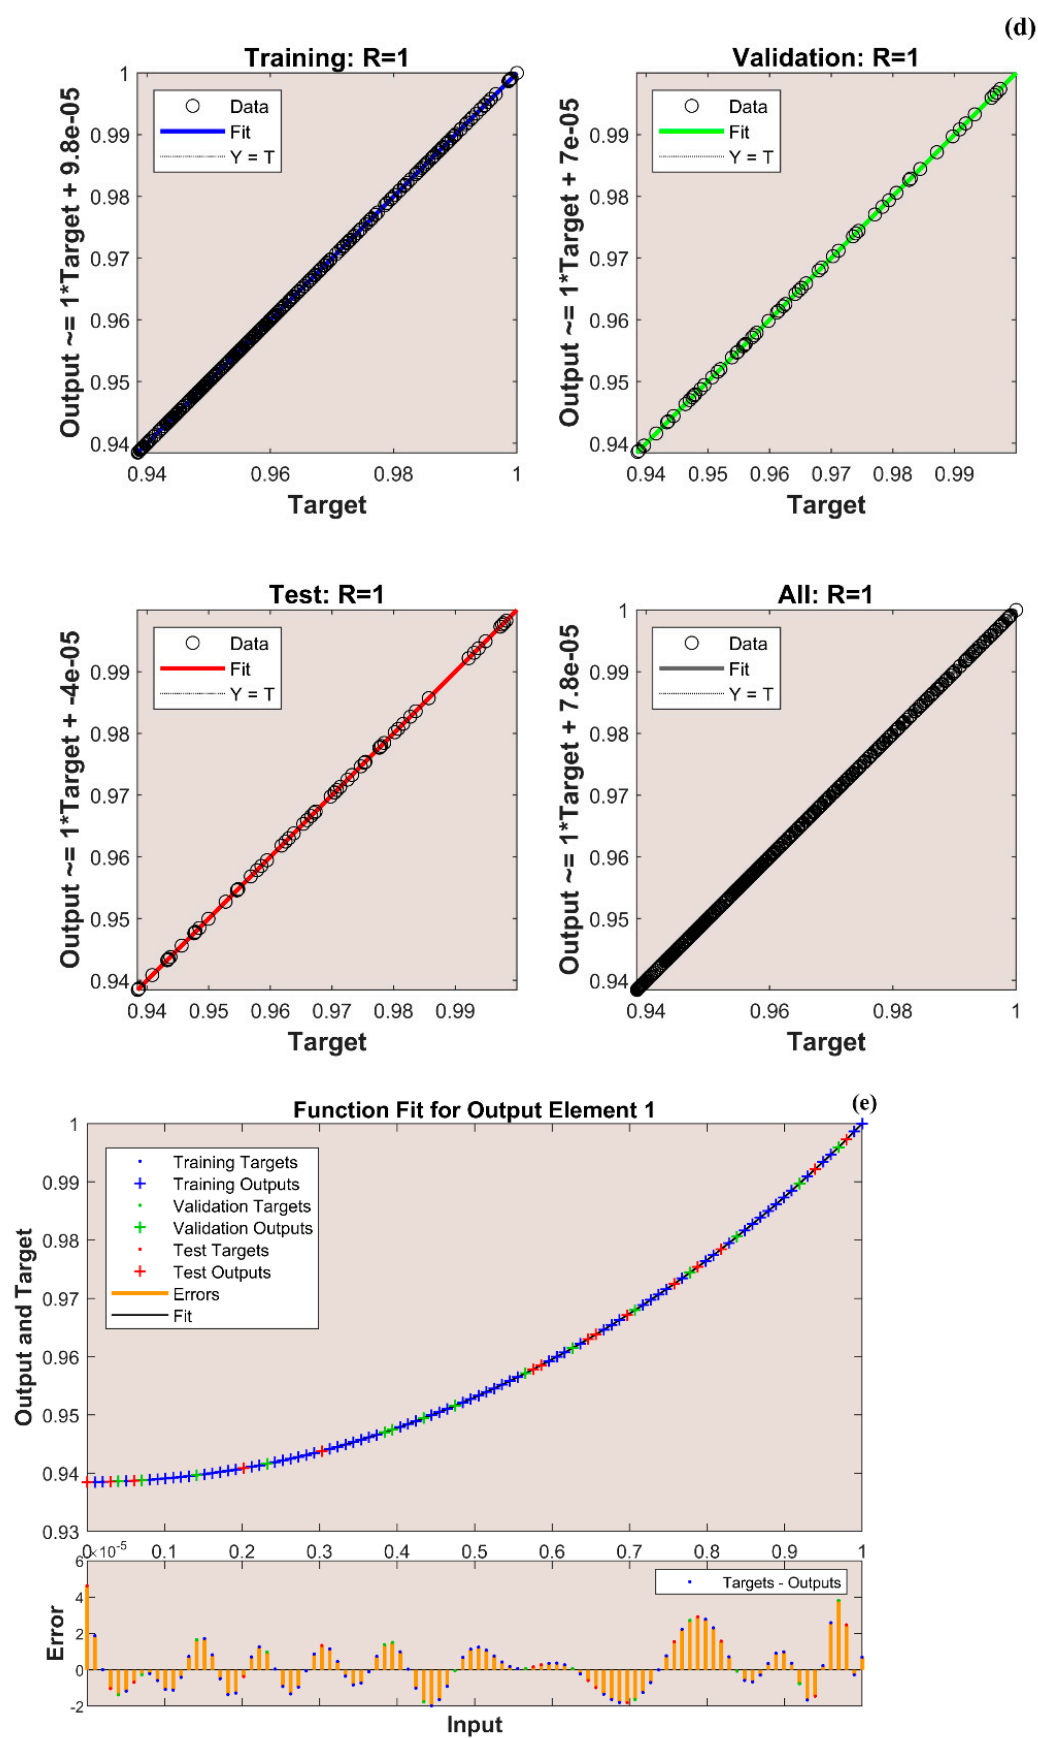 (d)
Training: R=1
Output ~= 1*Target + 9.8e-05
1
0.99
0.98
0.97
0.96
0.95
0.94
Data
Fit
Y = T
0.94 0.96 0.98 1
Target
Validation: R=1
Output ~= 1*Target + 7e-05
0.99
0.98
0.97
0.96
0.95
0.94
Data
Fit
Y = T
0.94 0.95 0.96 0.97 0.98 0.99
Target
Test: R=1
Output ~= 1*Target + -4e-05
0.99
0.98
0.97
0.96
0.95
0.94
Data
Fit
Y = T
0.94 0.95 0.96 0.97 0.98 0.99
Target
All: R=1
Output ~= 1*Target + 7.8e-05
1
0.99
0.98
0.97
0.96
0.95
0.94
Data
Fit
Y = T
0.94 0.96 0.98 1
Target
(e)
Function Fit for Output Element 1
Output and Target
1
0.99
0.98
0.97
0.96
0.95
0.94
0.93
Training Targets
Training Outputs
Validation Targets
Validation Outputs
Test Targets
Test Outputs
Errors
Fit
0 0.1 0.2 0.3 0.4 0.5 0.6 0.7 0.8 0.9 1
×10-5
Error
6
4
2
0
-2
Targets - Outputs
Input